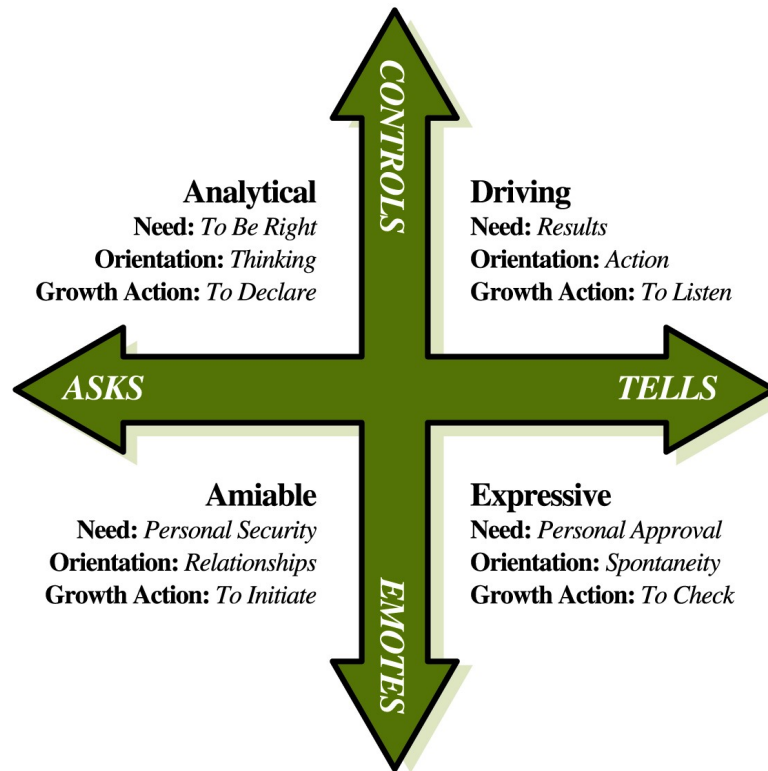 CONTROLS
Analytical
Need: To Be Right
Orientation: Thinking
Growth Action: To Declare
Driving
Need: Results
Orientation: Action
Growth Action: To Listen
ASKS
TELLS
Amiable
Need: Personal Security
Orientation: Relationships
Growth Action: To Initiate
Expressive
Need: Personal Approval
Orientation: Spontaneity
Growth Action: To Check
EMOTES